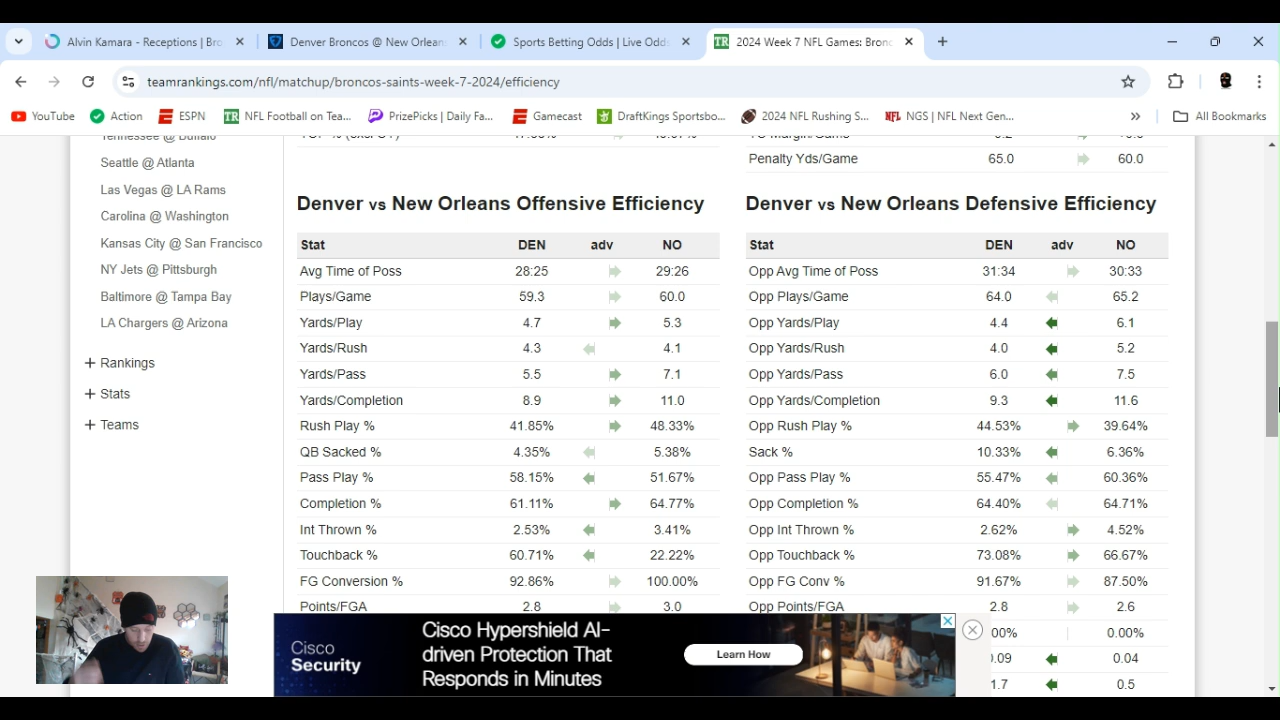 Alvin Kamara - Receptions | Bro
Denver Broncos @ New Orlean
Sports Betting Odds | Live Odd
TR 2024 Week 7 NFL Games: Bronc
teamrankings.com/nfl/matchup/broncos-saints-week-7-2024/efficiency
YouTube Action ESPN TR NFL Football on Tea... PrizePicks | Daily Fa... Gamecast DraftKings Sportsbo... 2024 NFL Rushing S... NFL NGS | NFL Next Gen... » All Bookmarks
Tennessee @ Buffalo
Seattle @ Atlanta
Las Vegas @ LA Rams
Carolina @ Washington
Kansas City @ San Francisco
NY Jets @ Pittsburgh
Baltimore @ Tampa Bay
LA Chargers @ Arizona
+ Rankings
+ Stats
+ Teams
Penalty Yds/Game 65.0 60.0
Denver vs New Orleans Offensive Efficiency
Stat DEN adv NO
Avg Time of Poss 28:25 29:26
Plays/Game 59.3 60.0
Yards/Play 4.7 5.3
Yards/Rush 4.3 4.1
Yards/Pass 5.5 7.1
Yards/Completion 8.9 11.0
Rush Play % 41.85% 48.33%
QB Sacked % 4.35% 5.38%
Pass Play % 58.15% 51.67%
Completion % 61.11% 64.77%
Int Thrown % 2.53% 3.41%
Touchback % 60.71% 22.22%
FG Conversion % 92.86% 100.00%
Points/FGA 2.8 3.0
Denver vs New Orleans Defensive Efficiency
Stat DEN adv NO
Opp Avg Time of Poss 31:34 30:33
Opp Plays/Game 64.0 65.2
Opp Yards/Play 4.4 6.1
Opp Yards/Rush 4.0 5.2
Opp Yards/Pass 6.0 7.5
Opp Yards/Completion 9.3 11.6
Opp Rush Play % 44.53% 39.64%
Sack % 10.33% 6.36%
Opp Pass Play % 55.47% 60.36%
Opp Completion % 64.40% 64.71%
Opp Int Thrown % 2.62% 4.52%
Opp Touchback % 73.08% 66.67%
Opp FG Conv % 91.67% 87.50%
Opp Points/FGA 2.8 2.6
00% 0.00%
.09 0.04
1.7 0.5
Cisco
Security
Cisco Hypershield AI-
driven Protection That
Responds in Minutes
Learn How